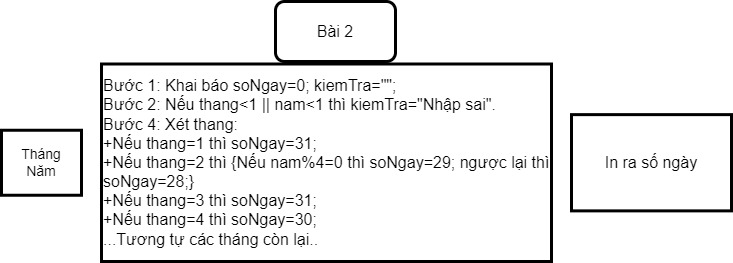 Bài 2
Bước 1: Khai báo soNgay=0; kiemTra="";
Bước 2: Nếu thang<1 || nam<1 thì kiemTra="Nhập sai".
Bước 4: Xét thang:
+Nếu thang=1 thì soNgay=31;
+Nếu thang=2 thì {Nếu nam%4=0 thì soNgay=29; ngược lại thì
soNgay=28;}
+Nếu thang=3 thì soNgay=31;
+Nếu thang=4 thì soNgay=30;
...Tương tự các tháng còn lại..
Tháng
Năm
In ra số ngày